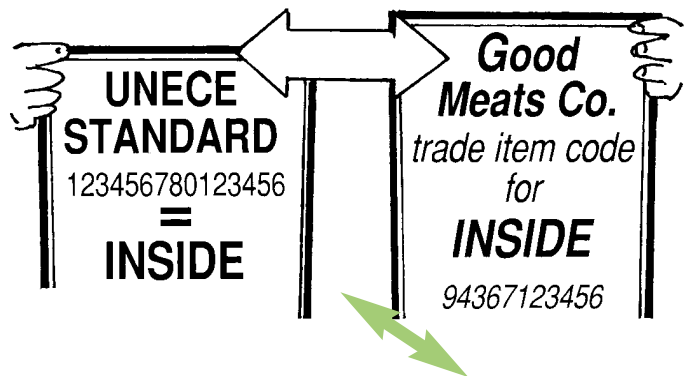 UNECE
STANDARD
123456780123456
=
INSIDE
Good
Meats Co.
trade item code
for
INSIDE
94367123456